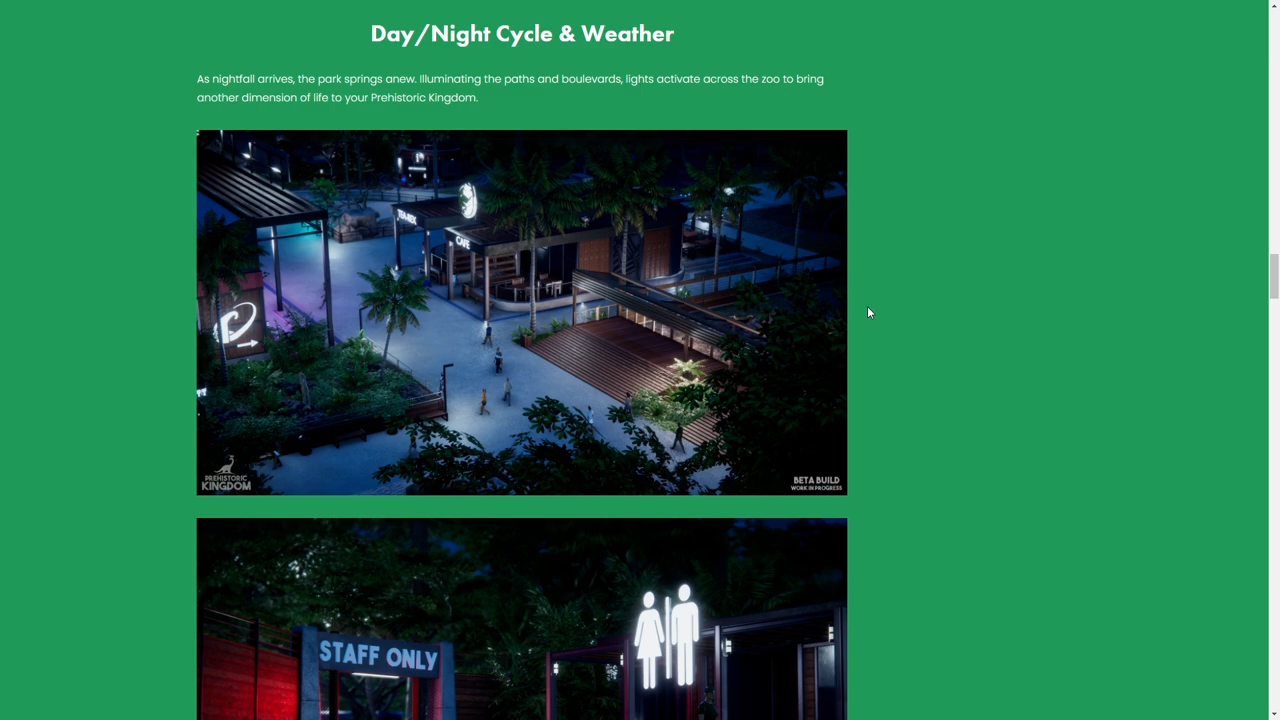 Day/Night Cycle & Weather
As nightfall arrives, the park springs anew. Illuminating the paths and boulevards, lights activate across the zoo to bring
another dimension of life to your Prehistoric Kingdom.
TEA-REX
CAFE
PREHISTORIC
KINGDOM
BETA BUILD
WORK IN PROGRESS
STAFF ONLY